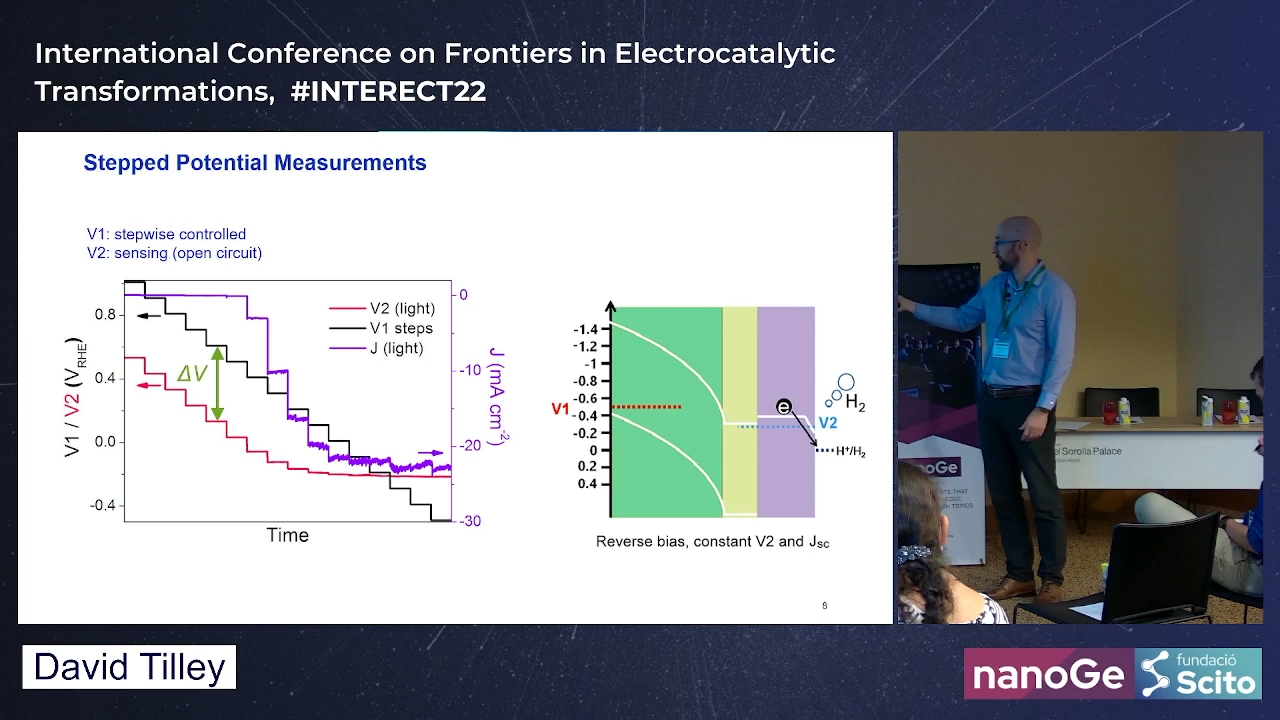 International Conference on Frontiers in Electrocatalytic
Transformations, #INTERECT22
Stepped Potential Measurements
V1: stepwise controlled
V2: sensing (open circuit)
V1 / V2 (VRHE)
0.8
0.4
0.0
-0.4
ΔV
V2 (light)
V1 steps
J (light)
0
-10
-20
-30
J (mA cm-2)
Time
-1.4
-1.2
-1
-0.8
-0.6
-0.4
-0.2
0
0.2
0.4
V1
e
H2
V2
H+/H2
Reverse bias, constant V2 and Jsc
8
el Sorolla Palace
noGe
David Tilley
nanoGe
fundació
Scito